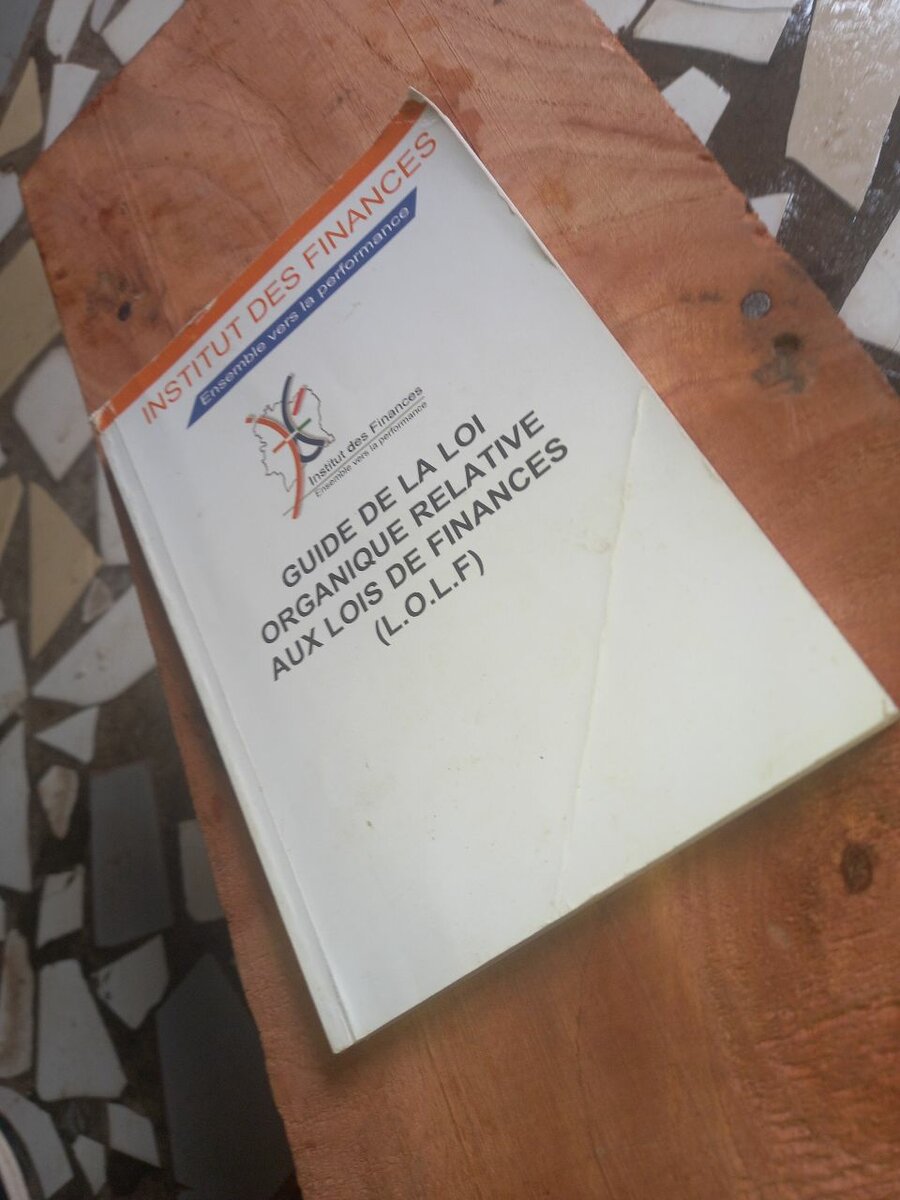 INSTITUT DES FINANCES
Ensemble vers la performance
Institut des Finances
Ensemble vers la performance
GUIDE DE LA LOI
ORGANIQUE RELATIVE
AUX LOIS DE FINANCES
(L.O.L.F)